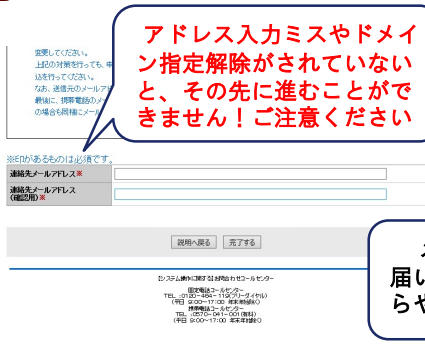 変更してください。
上記の対策を行っても、申
込を行ってください。
なお、送信元のメールアド
最後に、携帯電話のメ
の場合も同様にメール
アドレス入力ミスやドメイ
ン指定解除がされていない
と、その先に進むことがで
きません！ご注意ください
※印があるものは必須です。
連絡先メールアドレス※
連絡先メールアドレス
(確認用)※
説明へ戻る 完了する
【システム操作に関するお問合わせコールセンター
固定電話コールセンター
TEL :0120-464-119(フリーダイヤル)
(平日 9:00~17:00 年末年始除く)
携帯電話コールセンター
TEL :0570-041-001(有料)
(平日 9:00~17:00 年末年始除く)
届い
らや